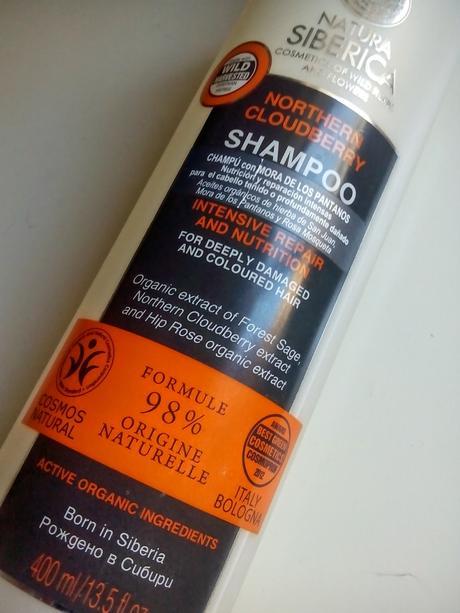 NATURA
SIBERICA
COSMETICS OF WILD
AND FLOWERS
WILD
HARVESTED
NORTHERN
CLOUDBERRY
SHAMPOO
CHAMPÚ con MORA DE LOS PANTANOS
Nutrición y reparación intensas
para el cabello teñido o profundamente dañado
Aceites orgánicos de hierba de San Juan,
Mora de los Pantanos y Rosa Mosqueta
INTENSIVE REPAIR
AND NUTRITION
FOR DEEPLY DAMAGED
AND COLOURED HAIR
Organic extract of Forest Sage,
Northern Cloudberry extract
and Hip Rose organic extract
COSMOS
NATURAL
FORMULE
98%
ORIGINE
NATURELLE
BEST GREEN
COSMETICS
COSMOPROF
2012
ITALY
BOLOGNA
ACTIVE ORGANIC INGREDIENTS
Born in Siberia
Рождено в Сибири
400 ml/13.5 fl.oz